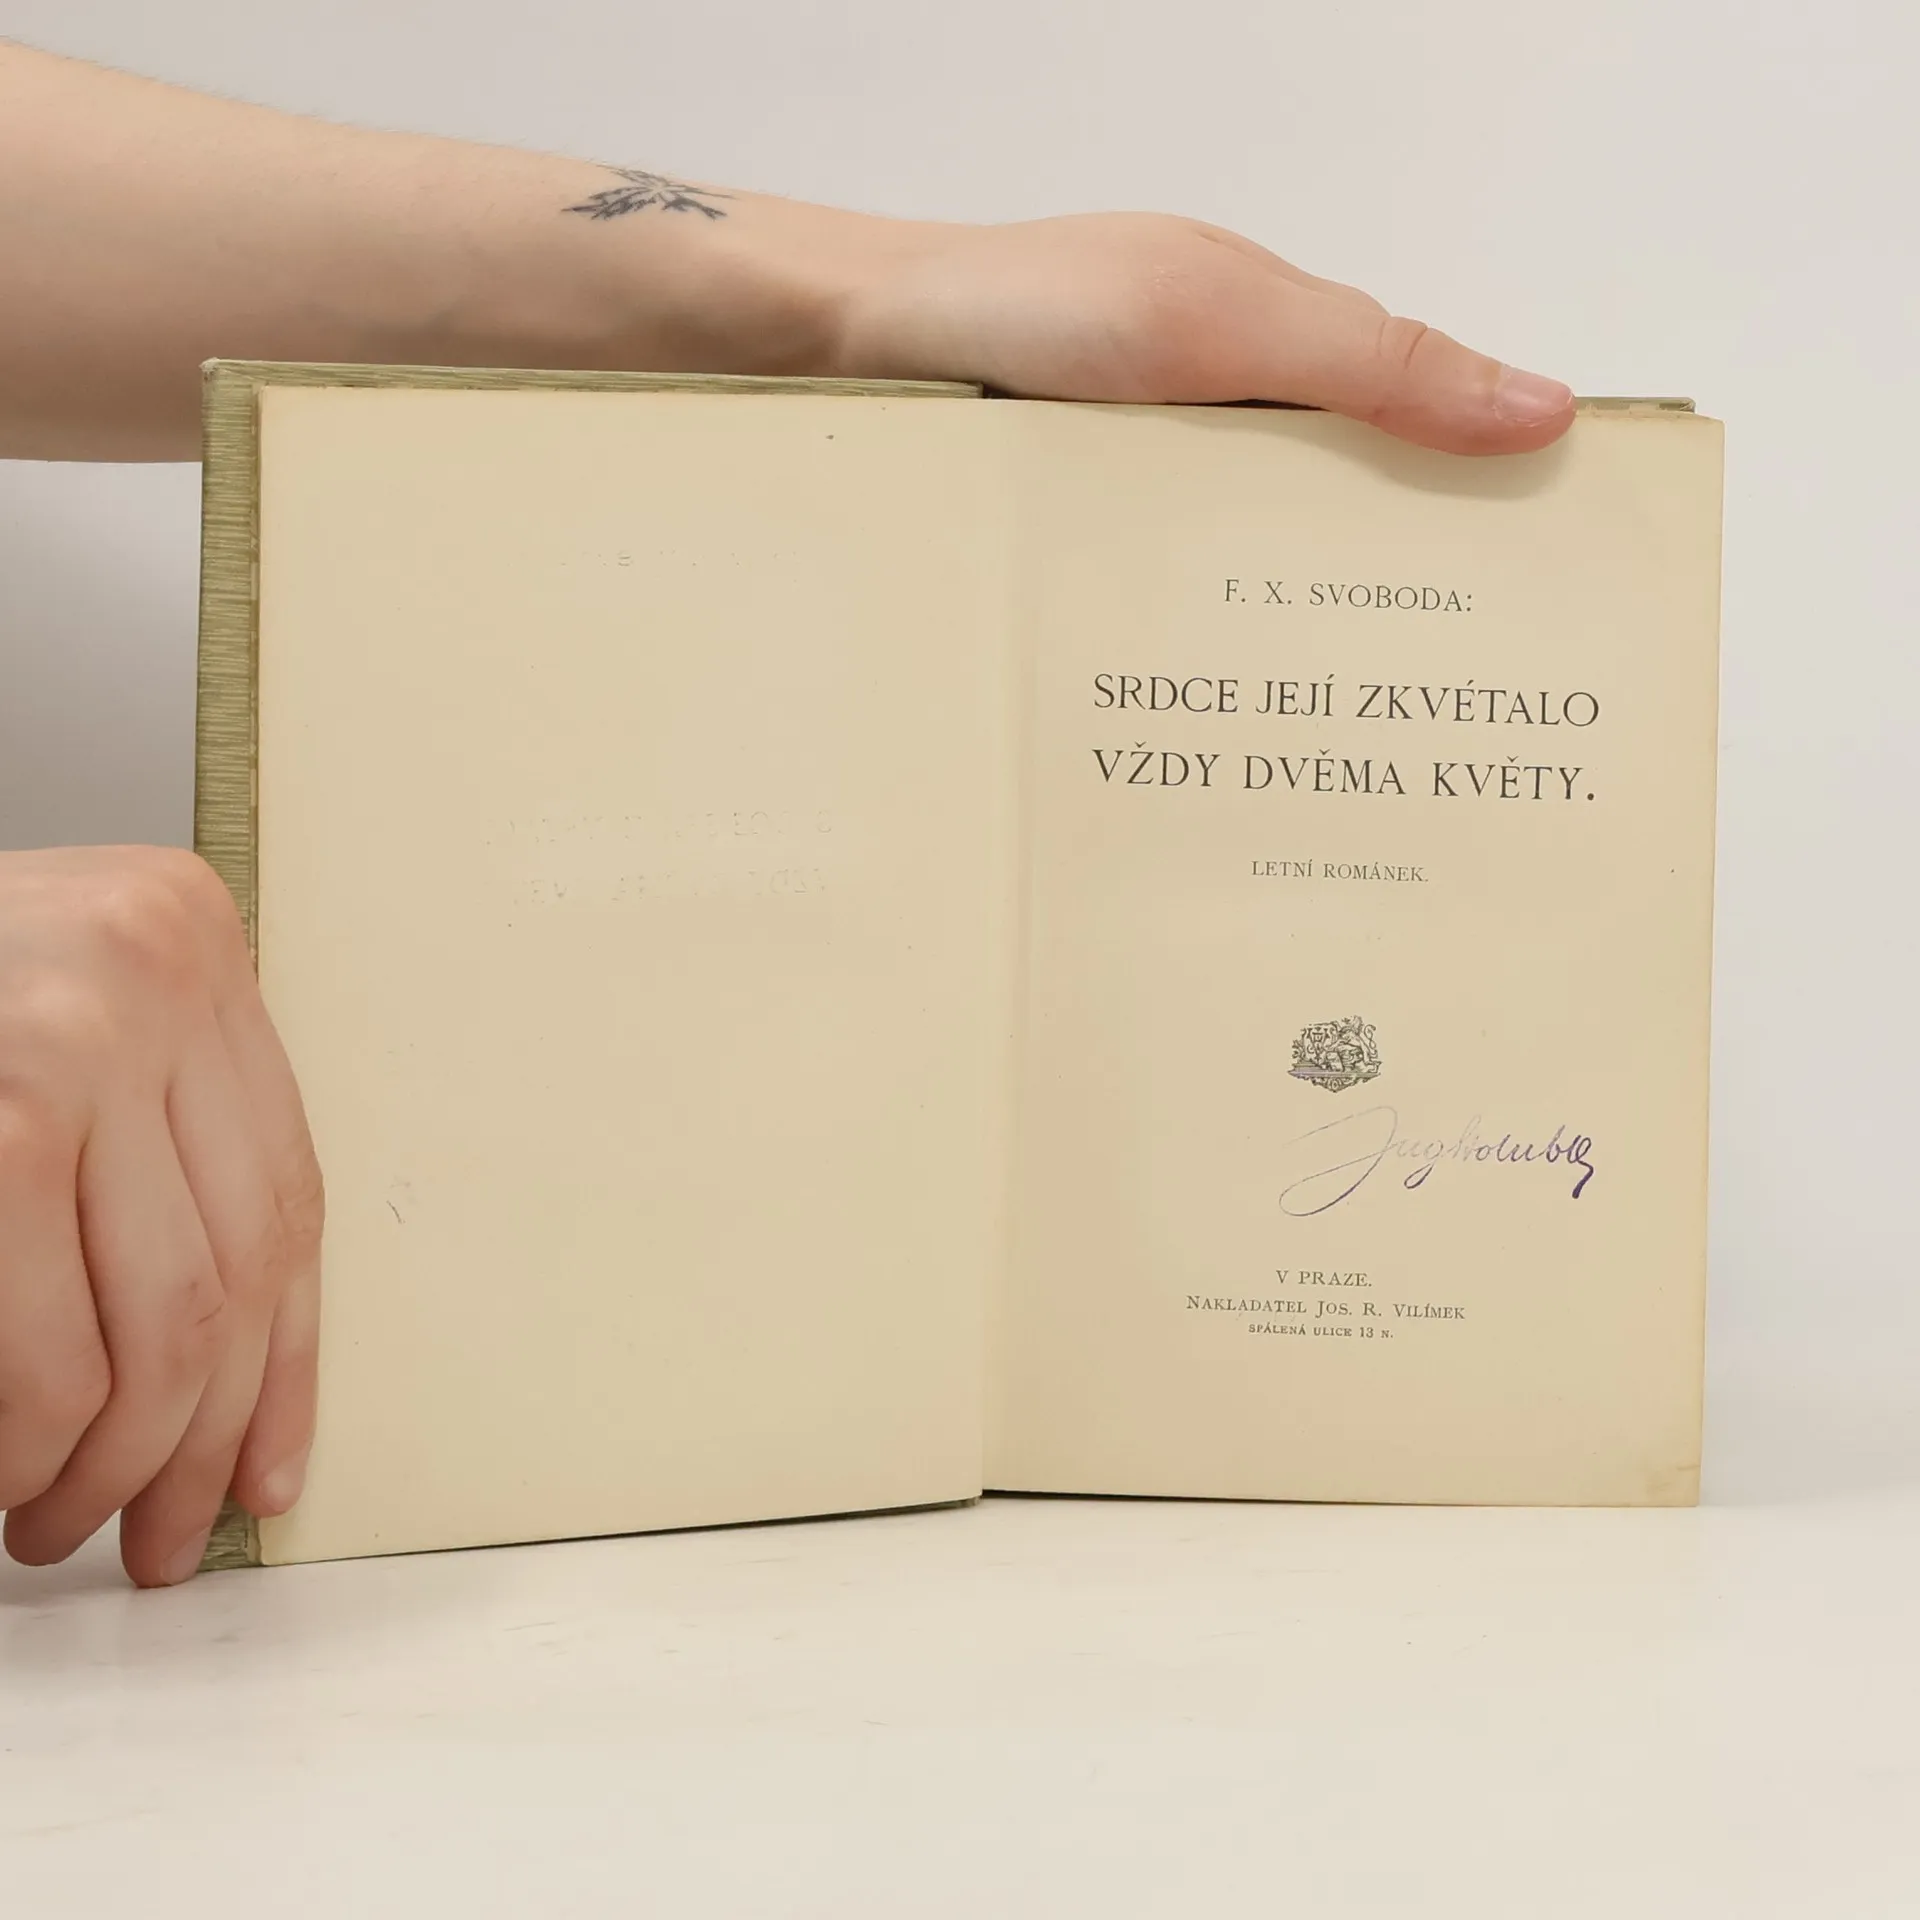 F. X. SVOBODA:
SRDCE JEJÍ ZKVÉTALO
VŽDY DVĚMA KVĚTY.
LETNÍ ROMÁNEK.
V PRAZE.
NAKLADATEL JOS. R. VILÍMEK
SPÁLENÁ ULICE 13 N.